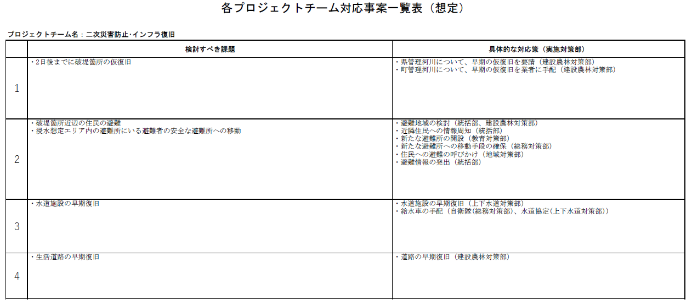 各プロジェクトチーム対応事案一覧表（想定）
プロジェクトチーム名：二次災害防止・インフラ復旧
検討すべき課題
具体的な対応策（実施対策部）
1
・2日後までに破堤箇所の仮復旧
・県管理河川について、早期の仮復旧を要請（建設農林対策部）
・町管理河川について、早期の仮復旧を業者に手配（建設農林対策部）
2
・破堤箇所近辺の住民の避難
・浸水想定エリア内の避難所にいる避難者の安全な避難所への移動
・避難地域の検討（統括部、建設農林対策部）
・近隣住民への情報周知（統括部）
・新たな避難所の開設（教育対策部）
・新たな避難所への移動手段の確保（総務対策部）
・住民への避難の呼びかけ（地域対策部）
・避難情報の発出（統括部）
3
・水道施設の早期復旧
・水道施設の早期復旧（上下水道対策部）
・給水車の手配（自衛隊(総務対策部)、水道協定(上下水道対策部)）
4
・生活道路の早期復旧
・道路の早期復旧（建設農林対策部）